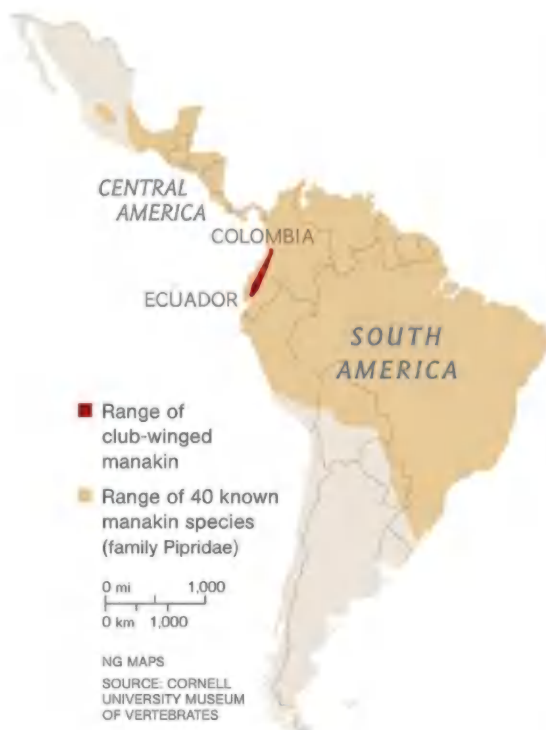 CENTRAL
AMERICA
COLOMBIA
ECUADOR
SOUTH
AMERICA
Range of
club-winged
manakin
Range of 40 known
manakin species
(family Pipridae)
0 mi 1,000
0 km 1,000
NG MAPS
SOURCE: CORNELL
UNIVERSITY MUSEUM
OF VERTEBRATES